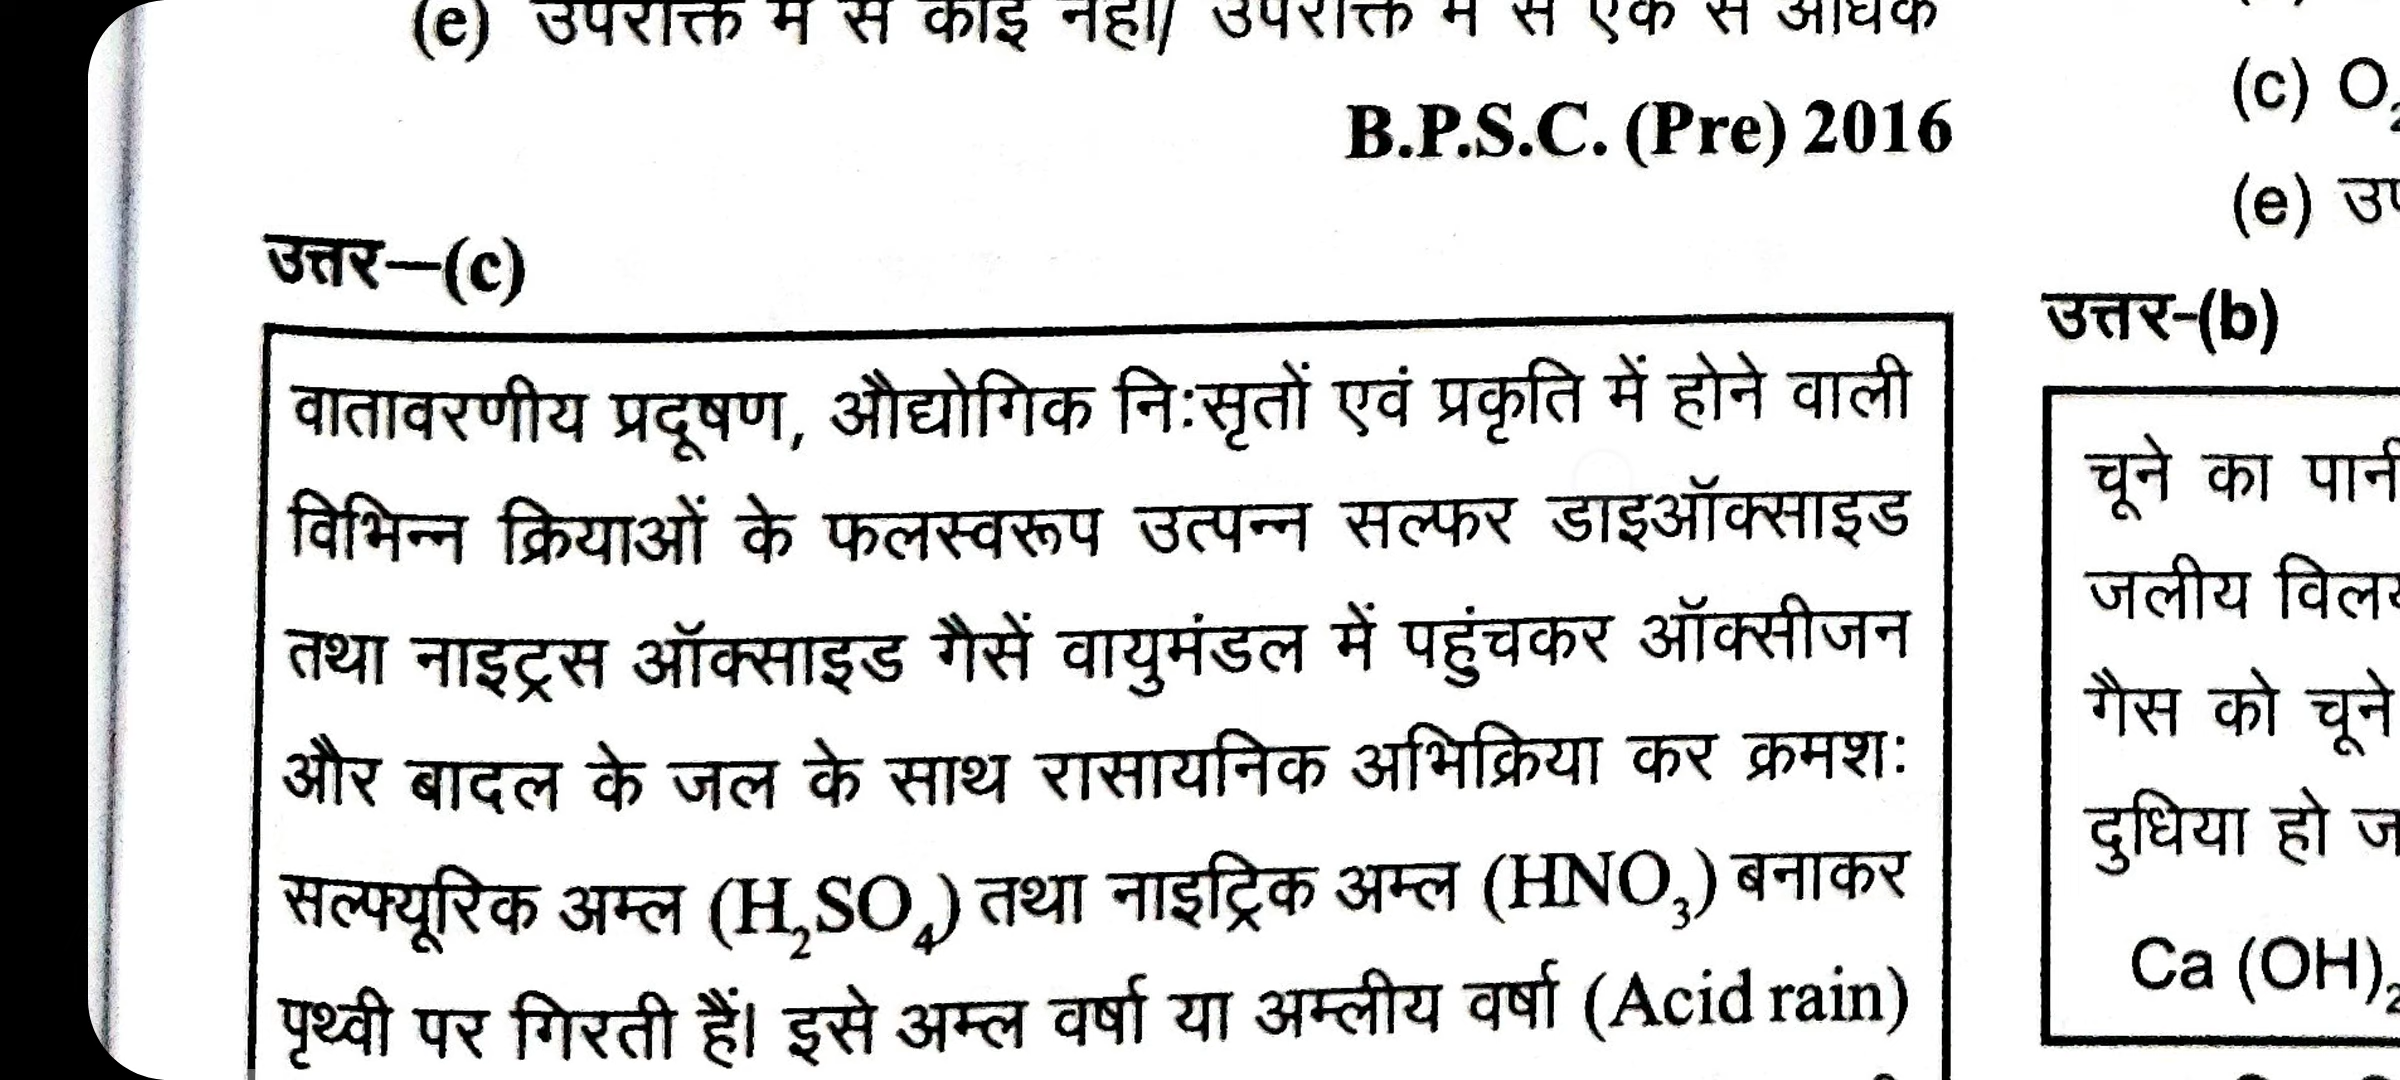 (e) उपरोक्त में से कोई नहीं/ उपरोक्त में से एक से अधिक
B.P.S.C. (Pre) 2016
उत्तर—(c)
वातावरणीय प्रदूषण, औद्योगिक नि:सृतों एवं प्रकृति में होने वाली
विभिन्न क्रियाओं के फलस्वरूप उत्पन्न सल्फर डाइऑक्साइड
तथा नाइट्रस ऑक्साइड गैसें वायुमंडल में पहुंचकर ऑक्सीजन
और बादल के जल के साथ रासायनिक अभिक्रिया कर क्रमश:
सल्फ्यूरिक अम्ल (H₂SO₄) तथा नाइट्रिक अम्ल (HNO₃) बनाकर
पृथ्वी पर गिरती हैं। इसे अम्ल वर्षा या अम्लीय वर्षा (Acid rain)
(c) O₂
(e)
उत्तर-(b)
चूने का
जलीय
गैस को चूने
दुधिया हो
Ca (OH)₂